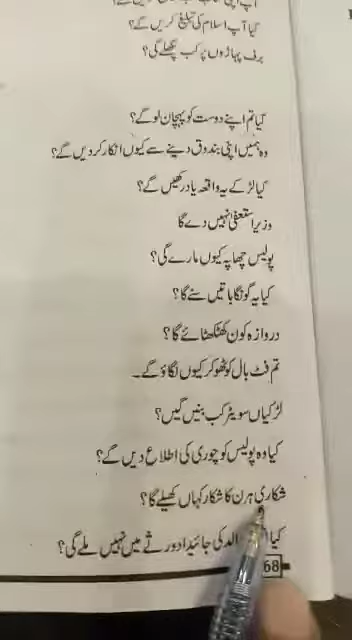 کیا آپ اسلام کی تبلیغ کریں گے؟
برف پہاڑوں پر کب پگھلے گی؟
کیا تم اپنے دوست کو پہچان لو گے؟
وہ ہمیں اپنی بندوق دینے سے کیوں انکار کر دیں گے؟
کیا لڑکے یہ واقعہ یاد رکھیں گے؟
وزیر استعفیٰ نہیں دے گا
پولیس چھاپہ کیوں مارے گی؟
کیا یہ گونگا باتیں سنے گا؟
دروازہ کون کھٹکھٹائے گا؟
تم فٹ بال کو ٹھوکر کیوں لگاؤ گے۔
لڑکیاں سویٹر کب بنیں گیں؟
کیا وہ پولیس کو چوری کی اطلاع دیں گے؟
شکاری ہرن کا شکار کہاں کھیلے گا؟
کیا والد کی جائیداد ورثے میں نہیں ملے گی؟
68